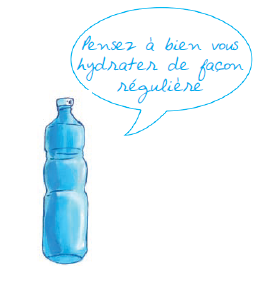 Pensez à bien vous
hydrater de façon
régulière